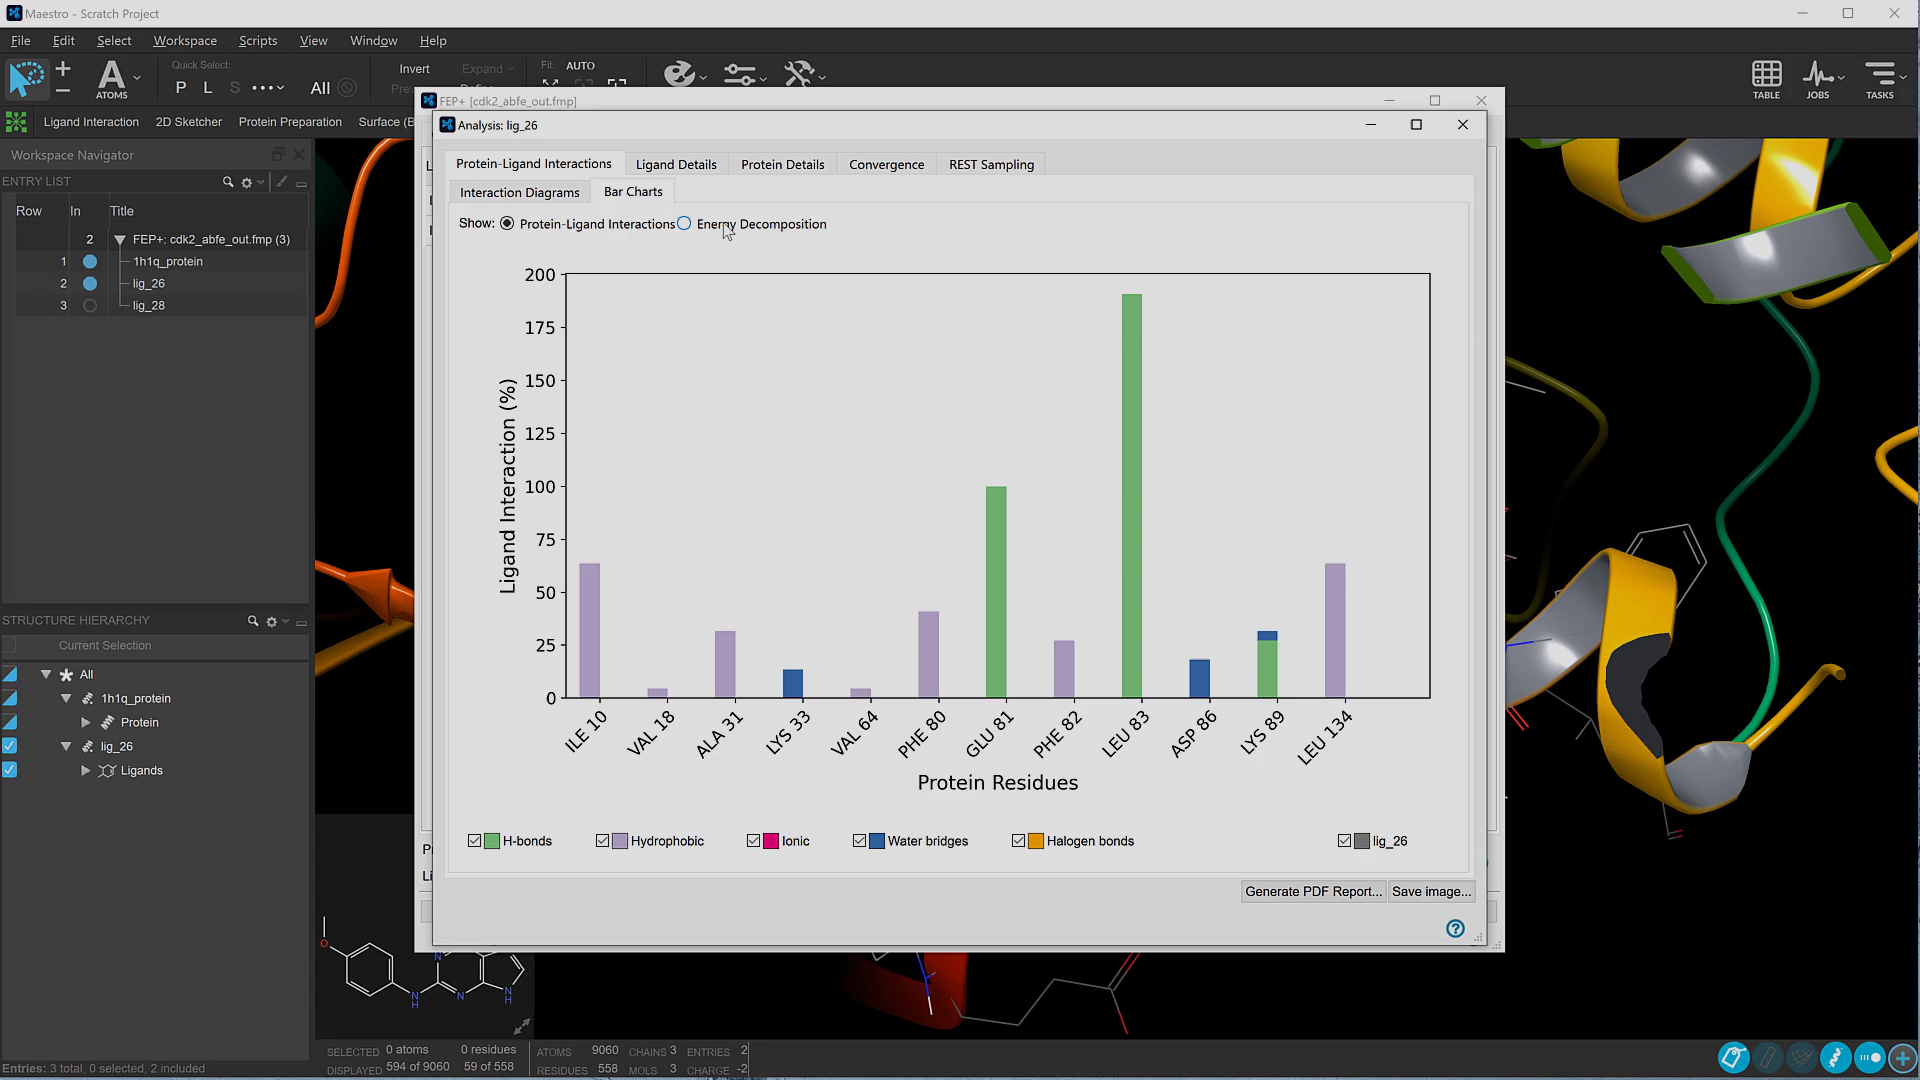 Maestro - Scratch Project
File Edit Select Workspace Scripts View Window Help
A ATOMS
Quick Select:
P L S All
Invert Expand
Fit: AUTO
TABLE JOBS TASKS
Ligand Interaction 2D Sketcher Protein Preparation Surface (B
FEP+ [cdk2_abfe_out.fmp]
Analysis: lig_26
Protein-Ligand Interactions Ligand Details Protein Details Convergence REST Sampling
Interaction Diagrams Bar Charts
Show: Protein-Ligand Interactions Energy Decomposition
Workspace Navigator
ENTRY LIST
Row In Title
2 FEP+: cdk2_abfe_out.fmp (3)
1 1h1q_protein
2 lig_26
3 lig_28
STRUCTURE HIERARCHY
Current Selection
All
1h1q_protein
Protein
lig_26
Ligands
200
175
150
125
100
75
50
25
0
Ligand Interaction (%)
ILE 10 VAL 18 ALA 31 LYS 33 VAL 64 PHE 80 GLU 81 PHE 82 LEU 83 ASP 86 LYS 89 LEU 134
Protein Residues
H-bonds Hydrophobic Ionic Water bridges Halogen bonds lig_26
Generate PDF Report... Save image...
?
O
N
N
H
N
N
H
SELECTED 0 atoms 0 residues
DISPLAYED 594 of 9060 59 of 558
ATOMS 9060 CHAINS 3 ENTRIES 2
RESIDUES 558 MOLS 3 CHARGE -2
Entries: 3 total, 0 selected, 2 included